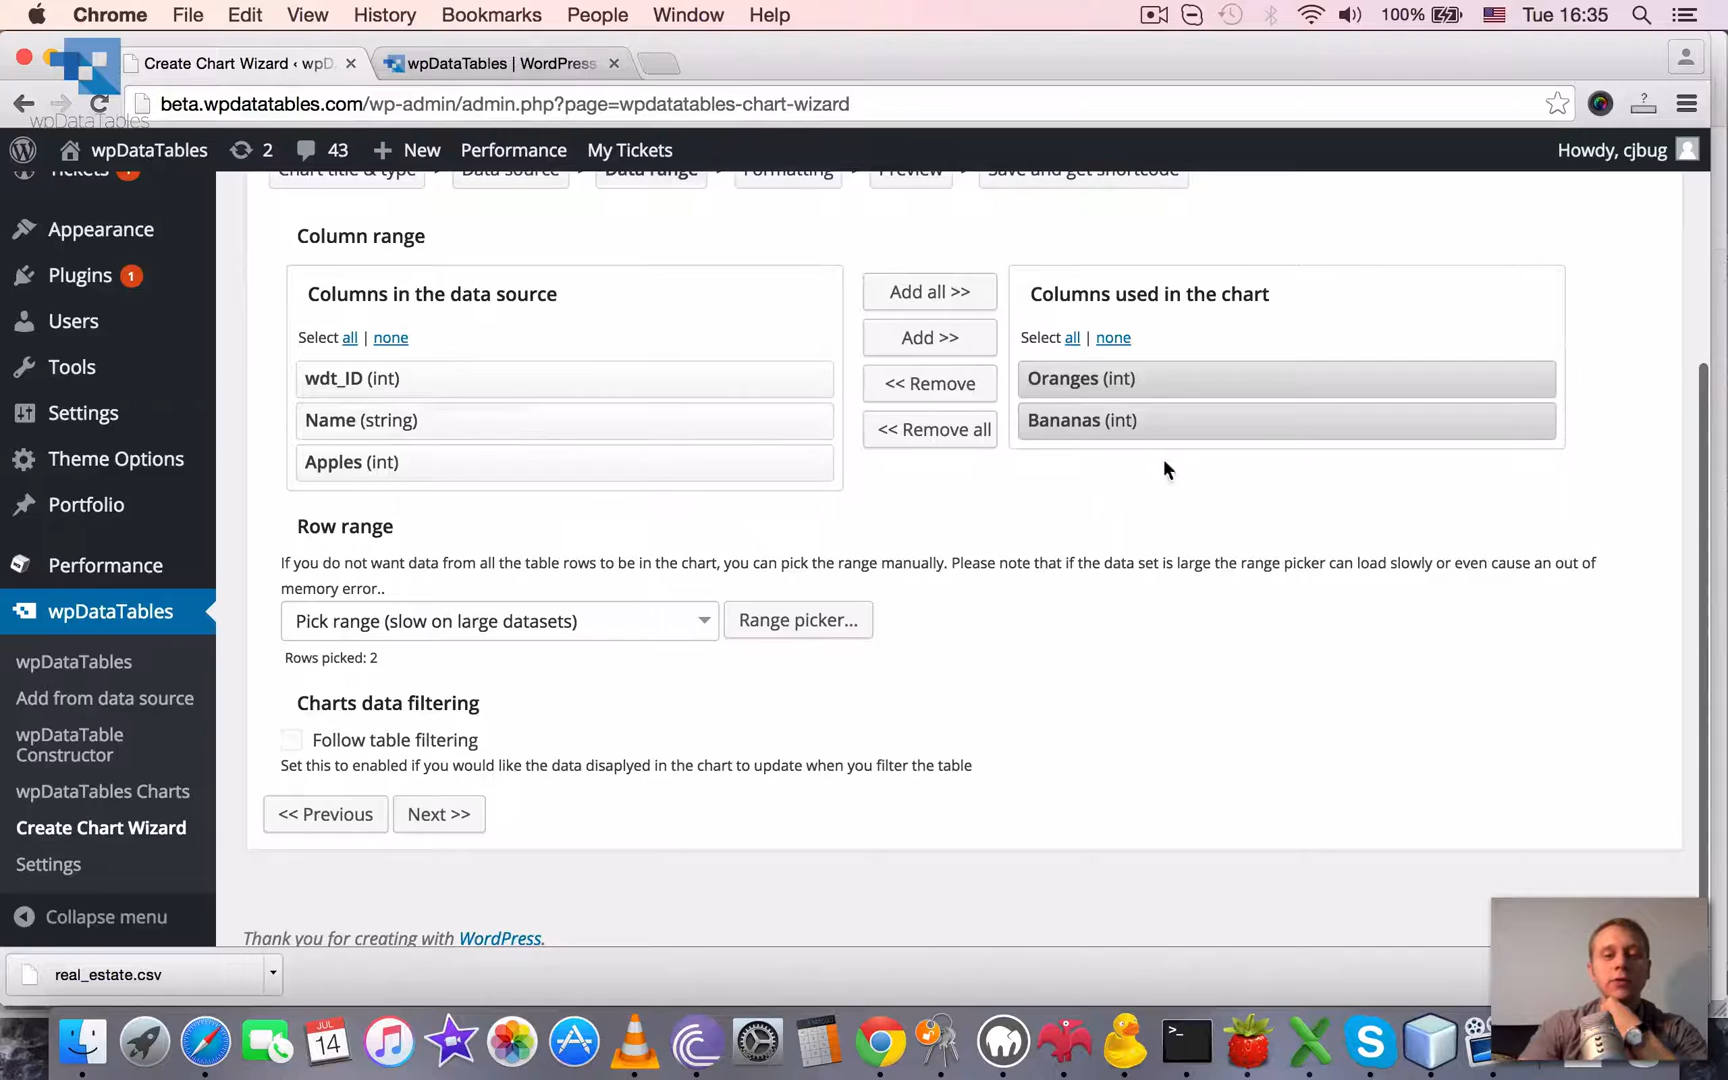 Chrome File Edit View History Bookmarks People Window Help 100% Tue 16:35
Create Chart Wizard ‹ wpD
wpDataTables | WordPress
beta.wpdatatables.com/wp-admin/admin.php?page=wpdatatables-chart-wizard
wpDataTables
wpDataTables 2 43 New Performance My Tickets Howdy, cjbug
Tickets
Chart title & type Data source Data range Formatting Preview Save and get shortcode
Appearance
Plugins 1
Users
Tools
Settings
Theme Options
Portfolio
Performance
wpDataTables
wpDataTables
Add from data source
wpDataTable
Constructor
wpDataTables Charts
Create Chart Wizard
Settings
Collapse menu
Column range
Columns in the data source
Select all | none
wdt_ID (int)
Name (string)
Apples (int)
Add all >>
Add >>
<< Remove
<< Remove all
Columns used in the chart
Select all | none
Oranges (int)
Bananas (int)
Row range
If you do not want data from all the table rows to be in the chart, you can pick the range manually. Please note that if the data set is large the range picker can load slowly or even cause an out of
memory error..
Pick range (slow on large datasets) Range picker...
Rows picked: 2
Charts data filtering
Follow table filtering
Set this to enabled if you would like the data disaplyed in the chart to update when you filter the table
<< Previous Next >>
Thank you for creating with WordPress.
real_estate.csv
JUL
14